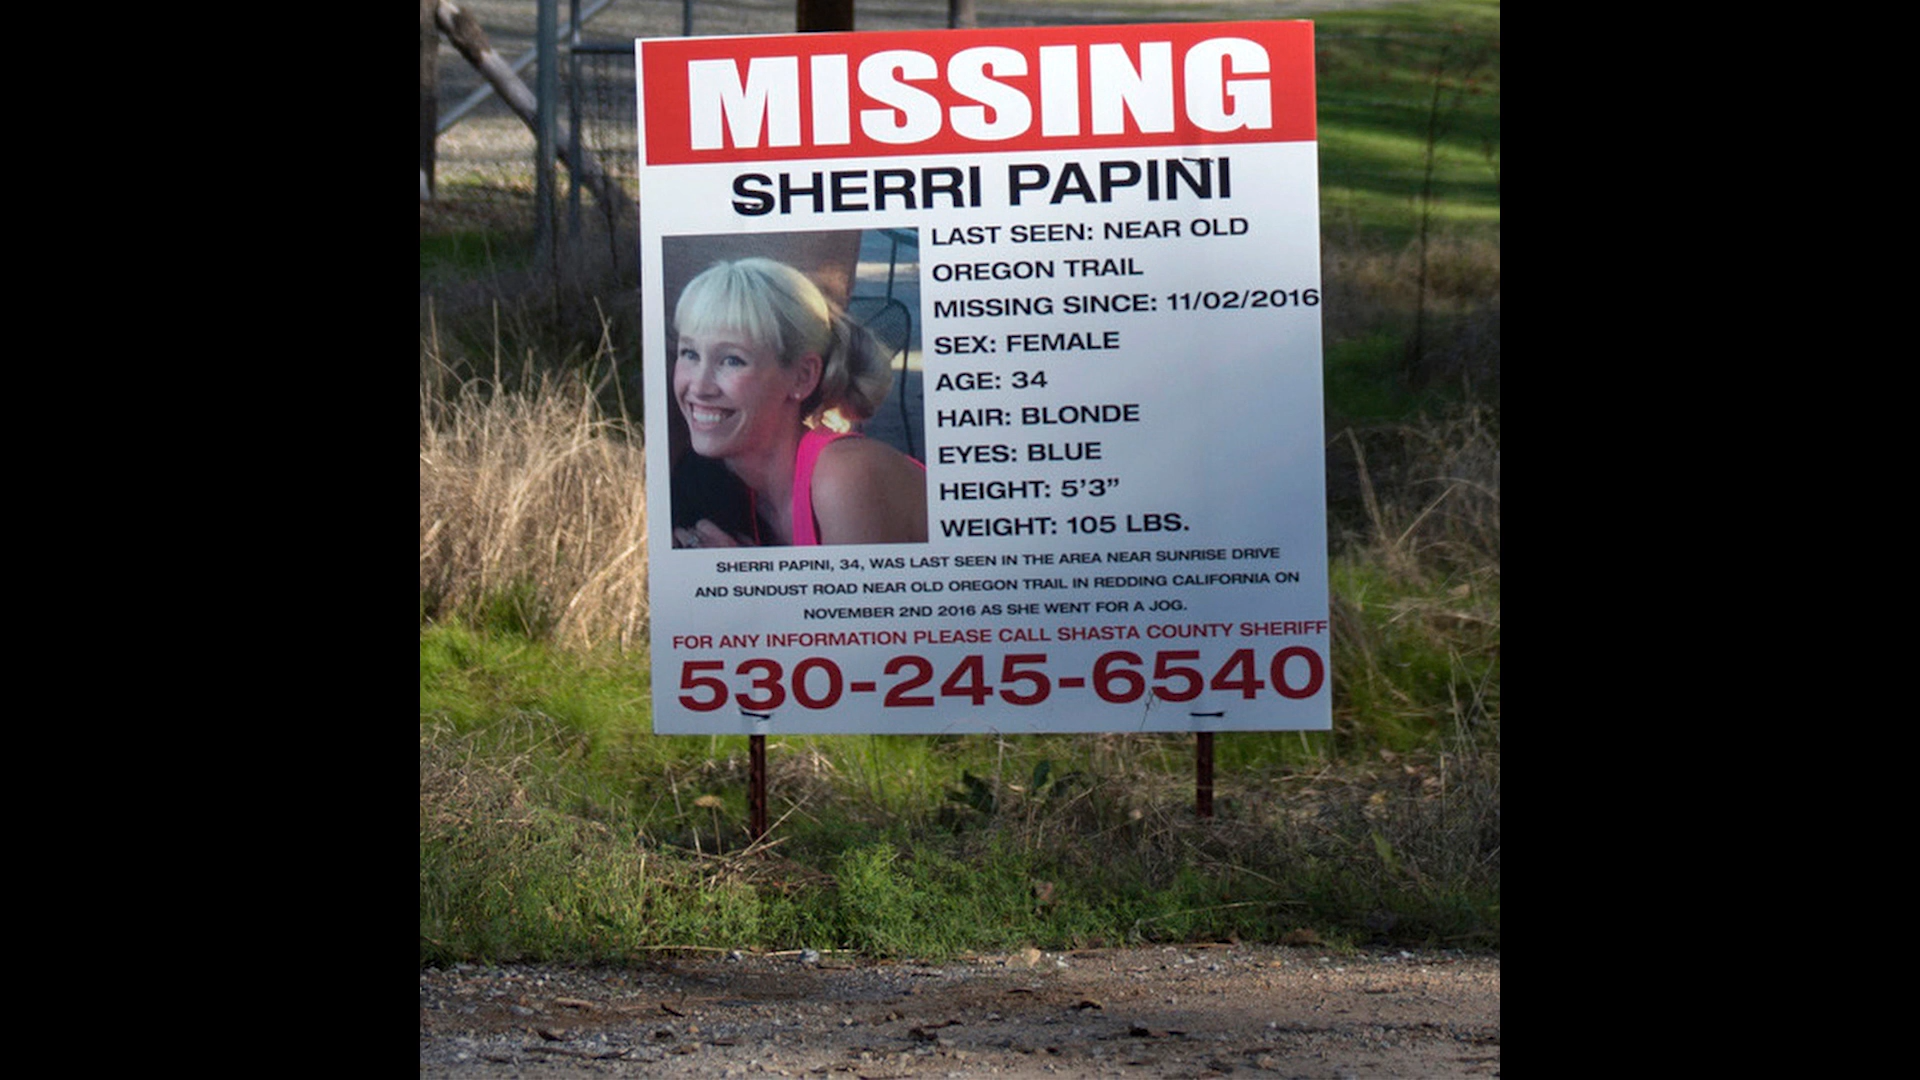 MISSING
SHERRI PAPINI
LAST SEEN: NEAR OLD
OREGON TRAIL
MISSING SINCE: 11/02/2016
SEX: FEMALE
AGE: 34
HAIR: BLONDE
EYES: BLUE
HEIGHT: 5’3”
WEIGHT: 105 LBS.
SHERRI PAPINI, 34, WAS LAST SEEN IN THE AREA NEAR SUNRISE DRIVE
AND SUNDUST ROAD NEAR OLD OREGON TRAIL IN REDDING CALIFORNIA ON
NOVEMBER 2ND 2016 AS SHE WENT FOR A JOG.
FOR ANY INFORMATION PLEASE CALL SHASTA COUNTY SHERIFF
530-245-6540